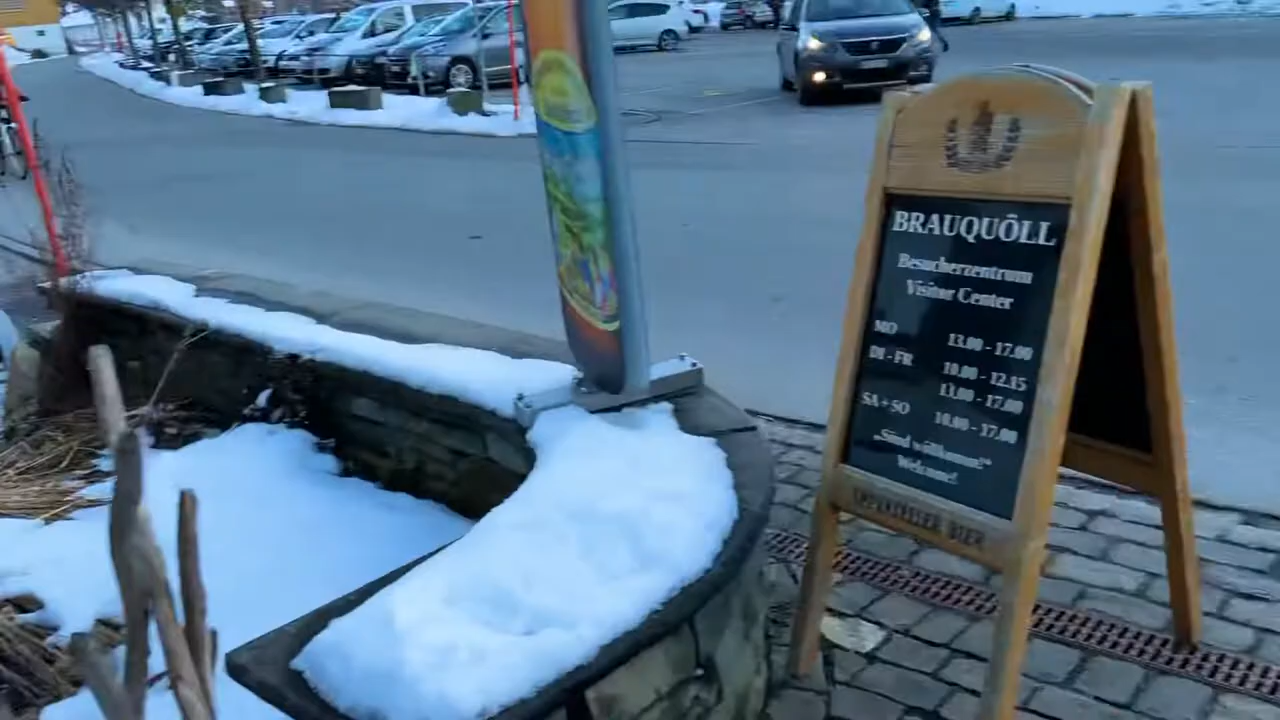 BRAUQUÖLL
Besucherzentrum
Visitor Center
MO 13.00 - 17.00
DI - FR 10.00 - 12.15
13.00 - 17.00
SA + SO 10.00 - 17.00
„Sind willkomm!“
Welcome!
APPENZELLER BIER